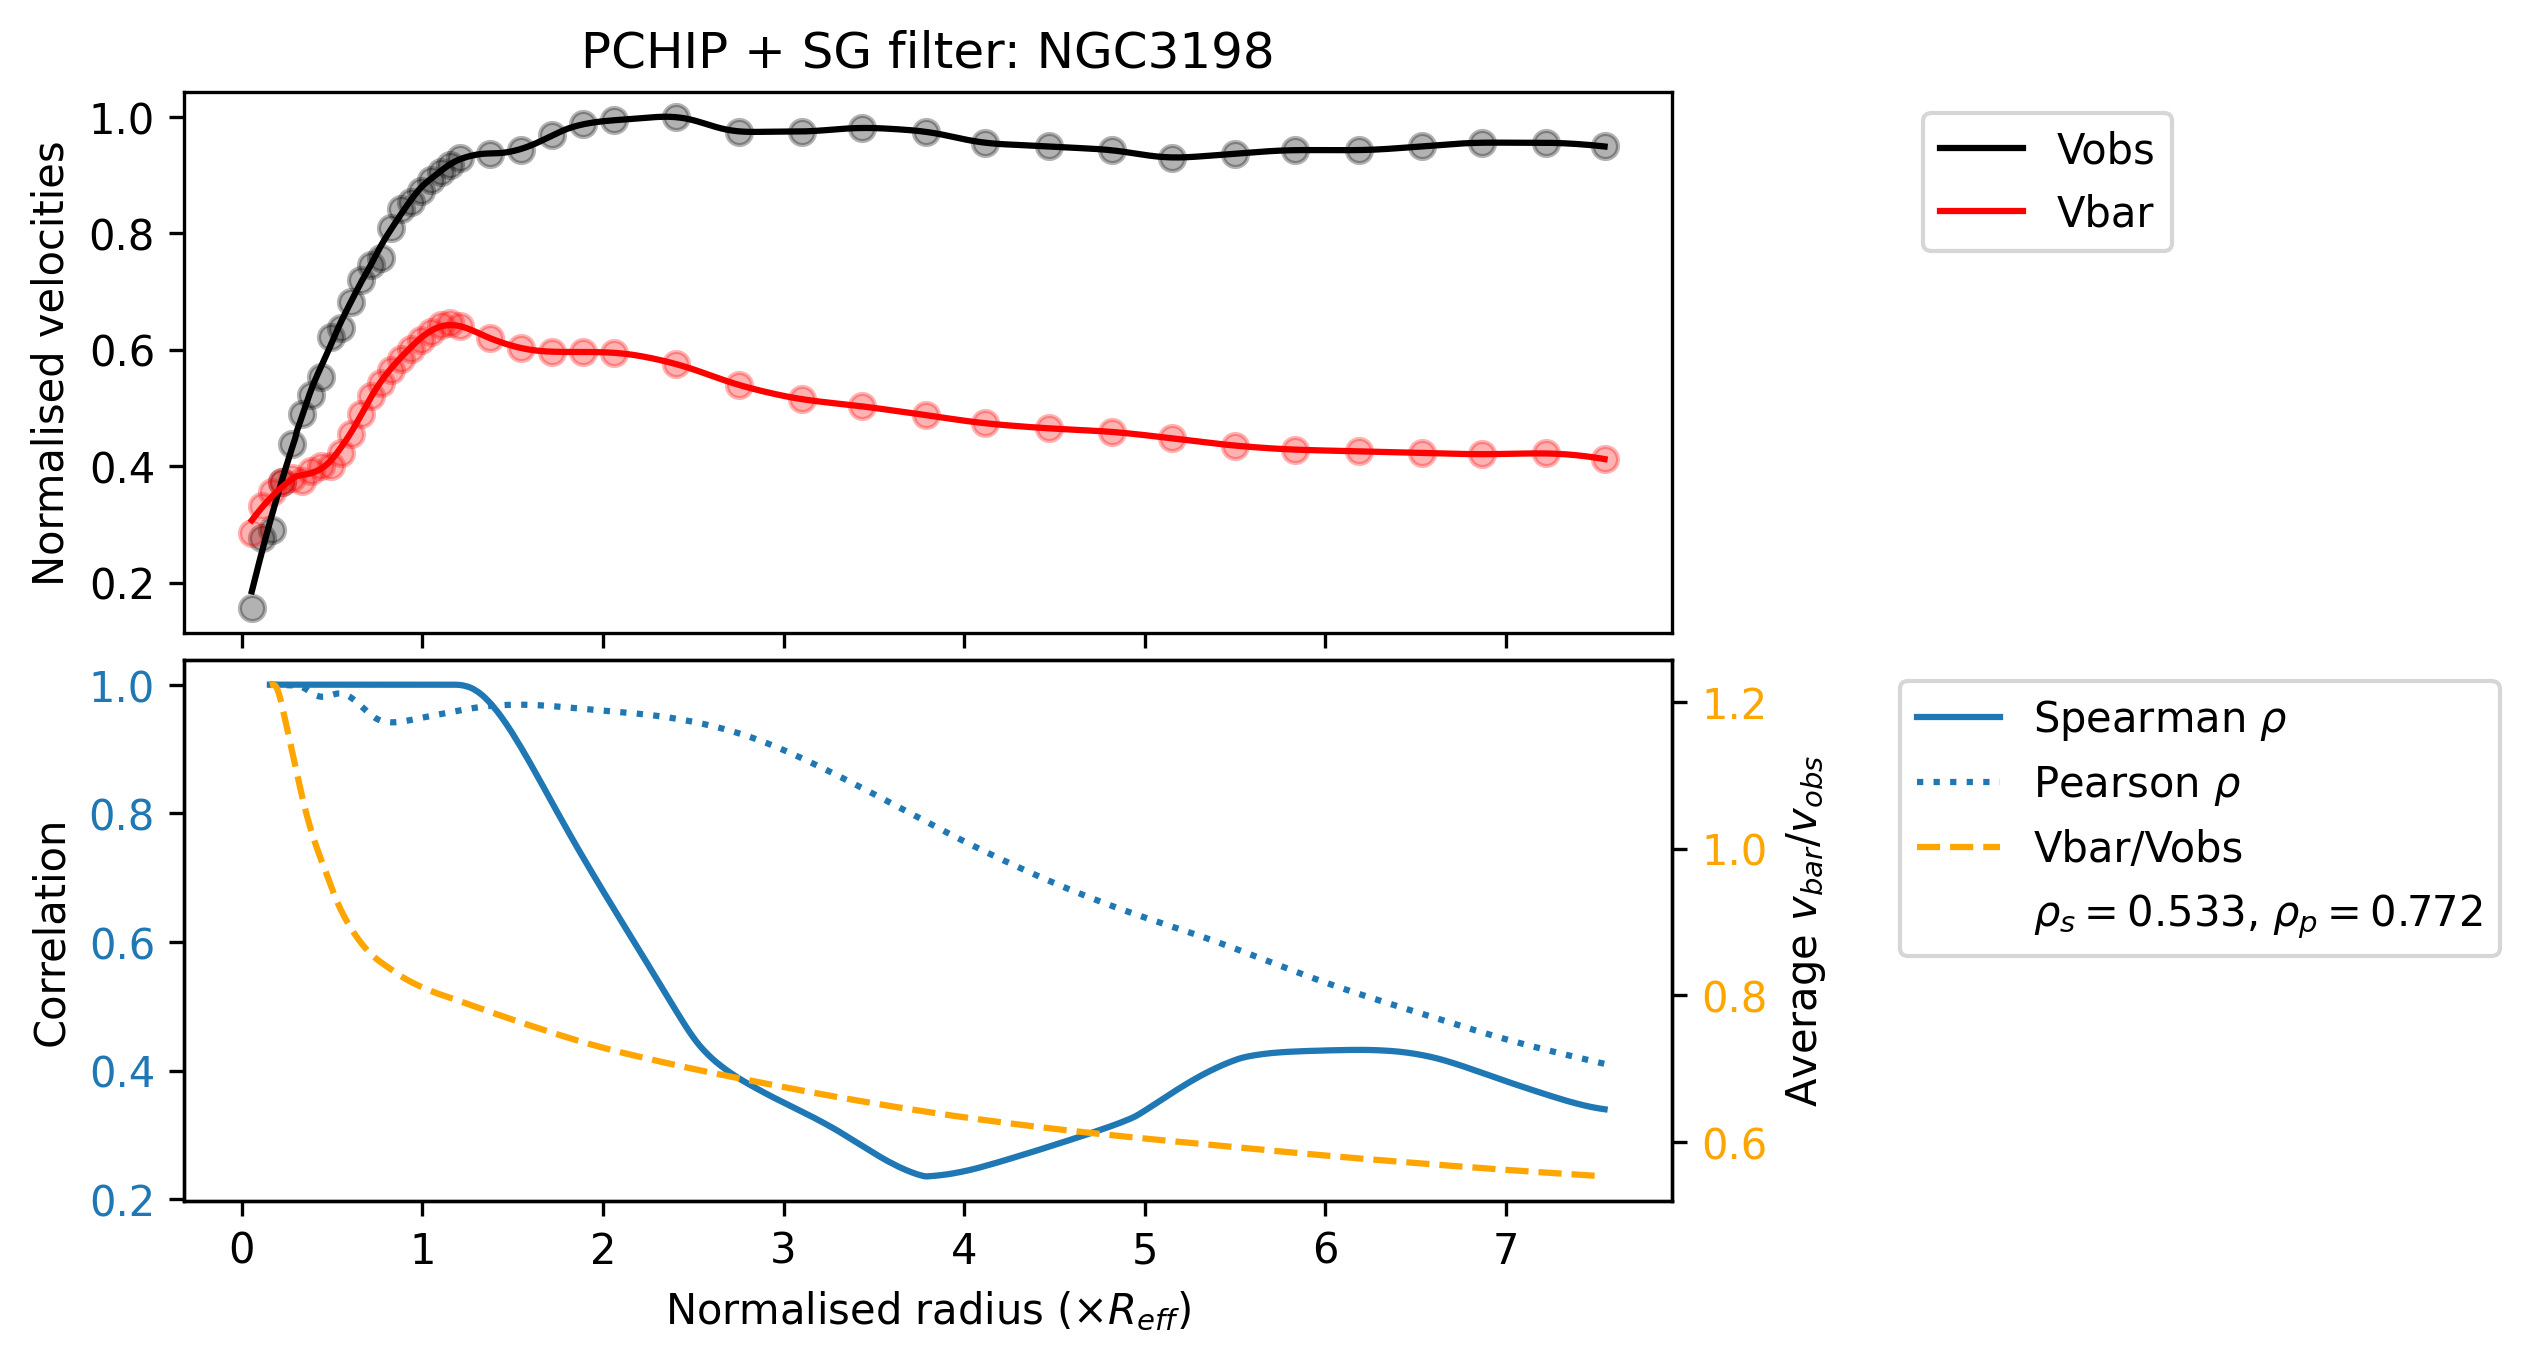 PCHIP + SG filter: NGC3198
Normalised velocities
1.0
0.8
0.6
0.4
0.2
Vobs
Vbar
Correlation
1.0
0.8
0.6
0.4
0.2
0 1 2 3 4 5 6 7
Normalised radius (×R_eff)
1.2
1.0
0.8
0.6
Average v_bar/v_obs
Spearman ρ
Pearson ρ
Vbar/Vobs
ρ_s = 0.533, ρ_p = 0.772